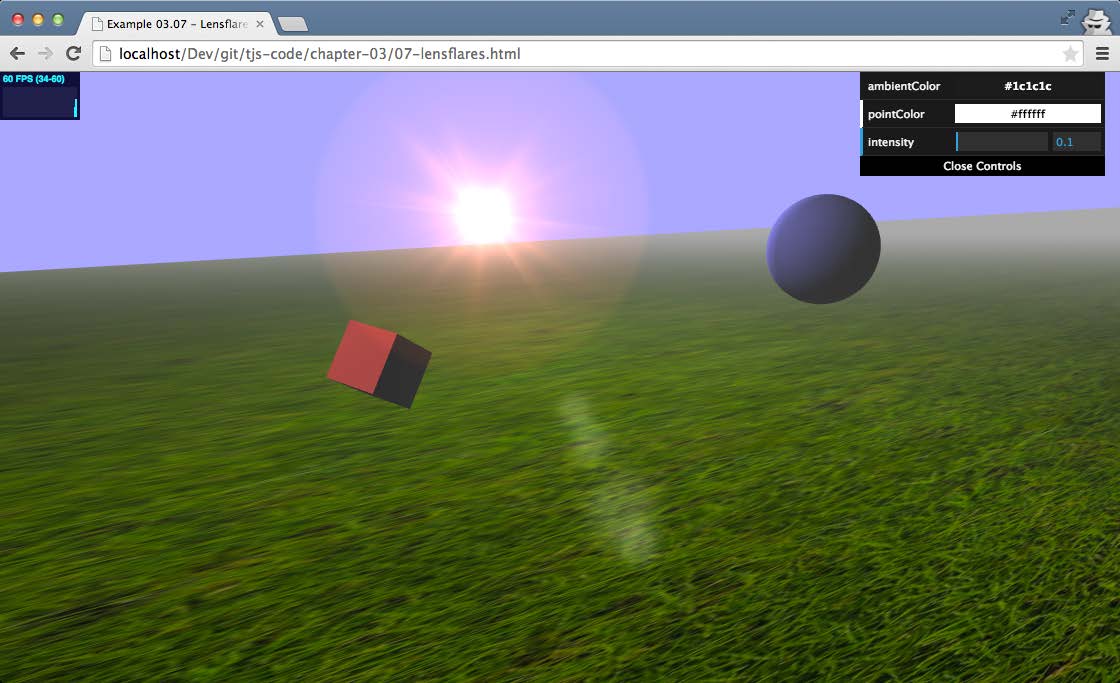 Example 03.07 – Lensflare
localhost/Dev/git/tjs-code/chapter-03/07-lensflares.html
60 FPS (34-60)
ambientColor #1c1c1c
pointColor #ffffff
intensity 0.1
Close Controls